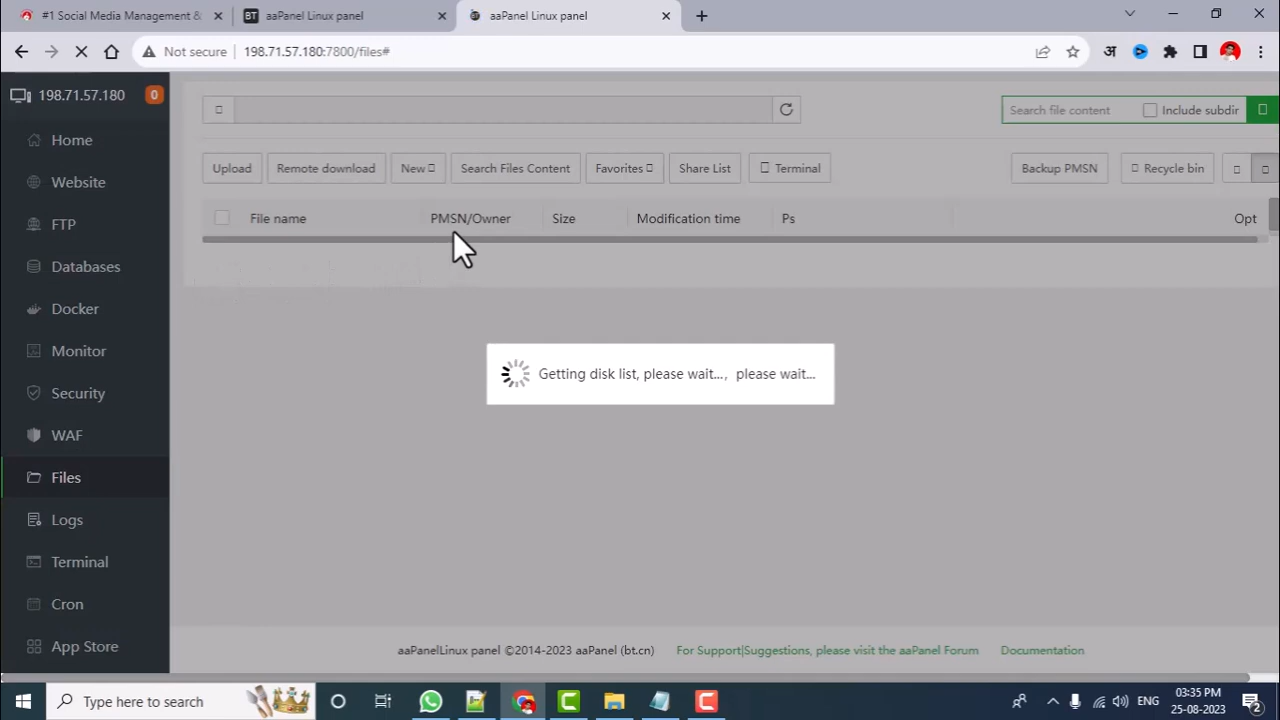 #1 Social Media Management &
BT aaPanel Linux panel
aaPanel Linux panel
Not secure 198.71.57.180:7800/files#
अ
198.71.57.180 0
Search file content Include subdir
Home
Upload Remote download New Search Files Content Favorites Share List Terminal Backup PMSN Recycle bin
Website
File name PMSN/Owner Size Modification time Ps Opt
FTP
Databases
Docker
Monitor
Getting disk list, please wait..., please wait...
Security
WAF
Files
Logs
Terminal
Cron
App Store
aaPanelLinux panel ©2014-2023 aaPanel (bt.cn) For Support|Suggestions, please visit the aaPanel Forum Documentation
Type here to search
ENG
03:35 PM
25-08-2023
2